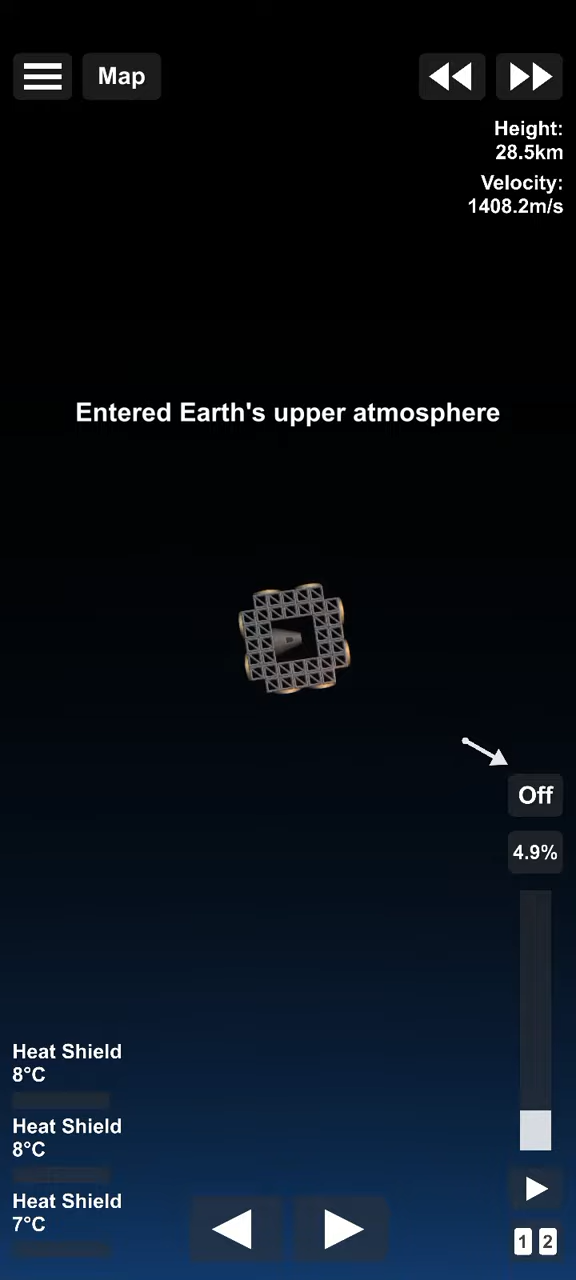 Map
Height:
28.5km
Velocity:
1408.2m/s
Entered Earth's upper atmosphere
Off
4.9%
Heat Shield
8°C
Heat Shield
8°C
Heat Shield
7°C
1 2